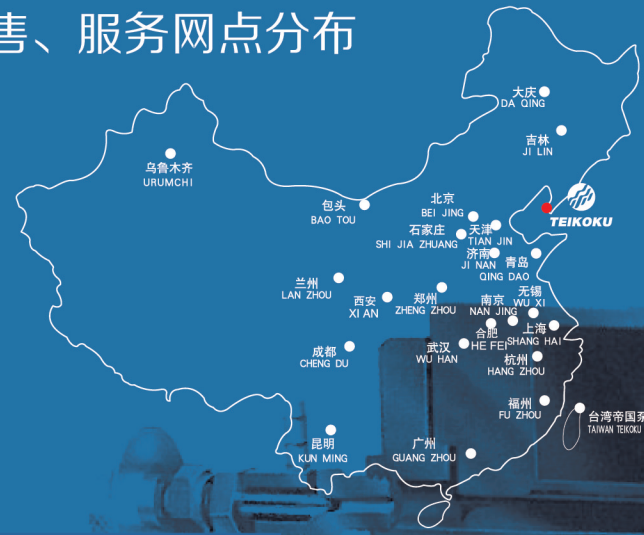 售、服务网点分布
大庆
DA QING
吉林
JI LIN
乌鲁木齐
URUMCHI
包头
BAO TOU
北京
BEI JING
TEIKOKU
石家庄
SHI JIA ZHUANG
天津
TIAN JIN
济南
JI NAN
青岛
QING DAO
兰州
LAN ZHOU
西安
XI AN
郑州
ZHENG ZHOU
无锡
WU XI
南京
NAN JING
合肥
HE FEI
上海
SHANG HAI
成都
CHENG DU
武汉
WU HAN
杭州
HANG ZHOU
福州
FU ZHOU
台湾帝国泵
TAIWAN TEIKOKU
昆明
KUN MING
广州
GUANG ZHOU